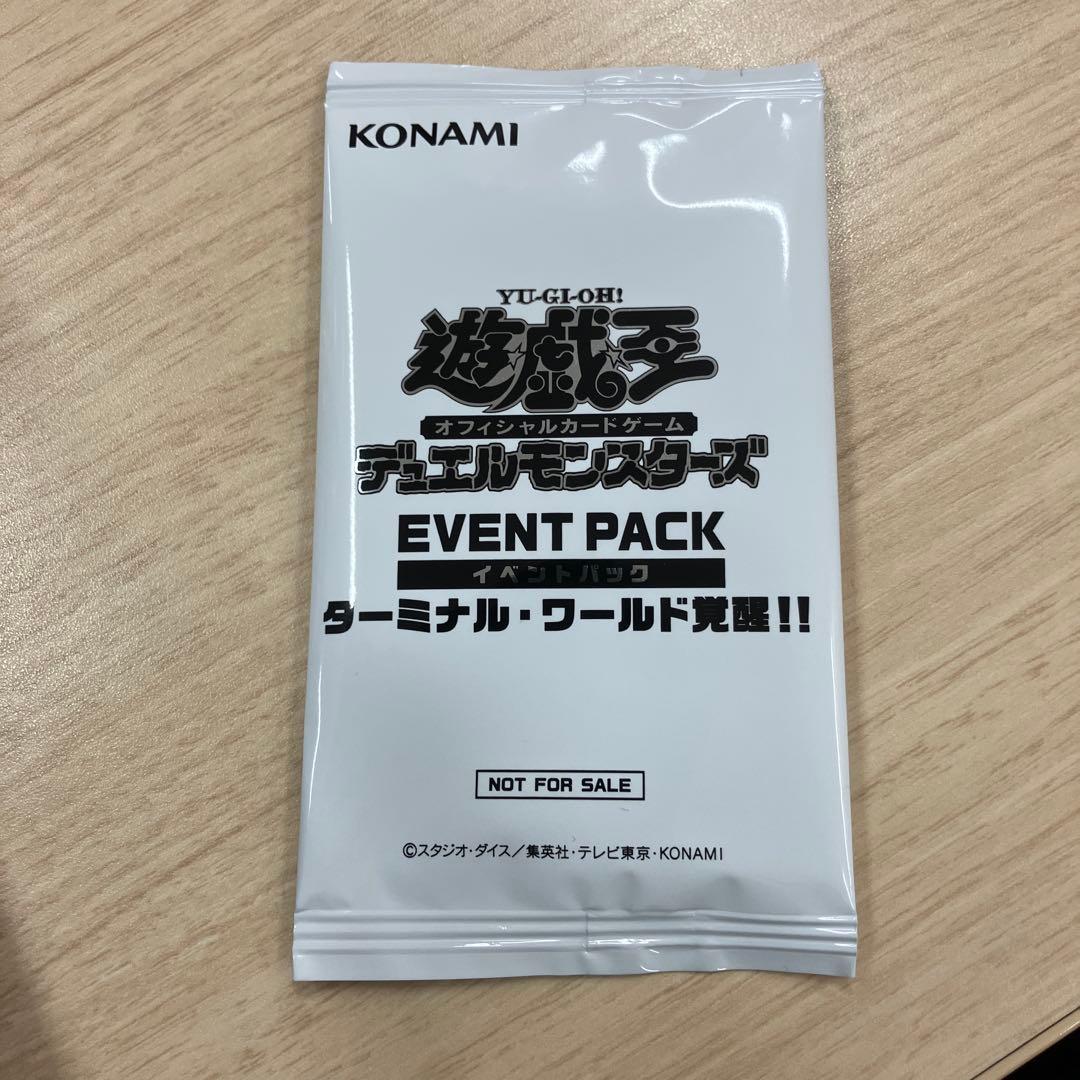 KONAMI
YU-GI-OH!
遊☆戯☆王
オフィシャルカードゲーム
デュエルモンスターズ
EVENT PACK
イベントパック
ターミナル・ワールド覚醒!!
NOT FOR SALE
©スタジオ・ダイス/集英社・テレビ東京・KONAMI